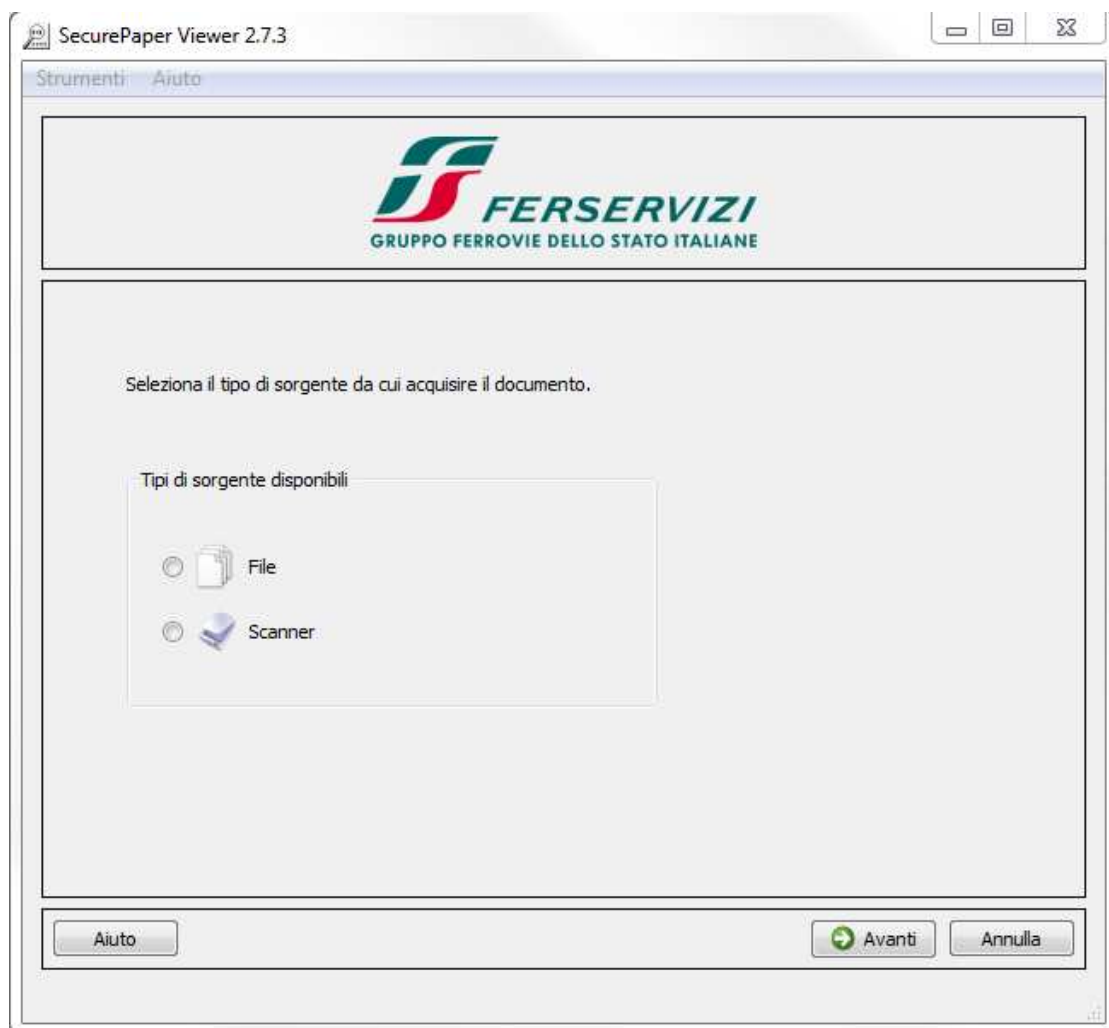 SecurePaper Viewer 2.7.3
Strumenti Aiuto
FERSERVIZI
GRUPPO FERROVIE DELLO STATO ITALIANE
Seleziona il tipo di sorgente da cui acquisire il documento.
Tipi di sorgente disponibili
File
Scanner
Aiuto Avanti Annulla